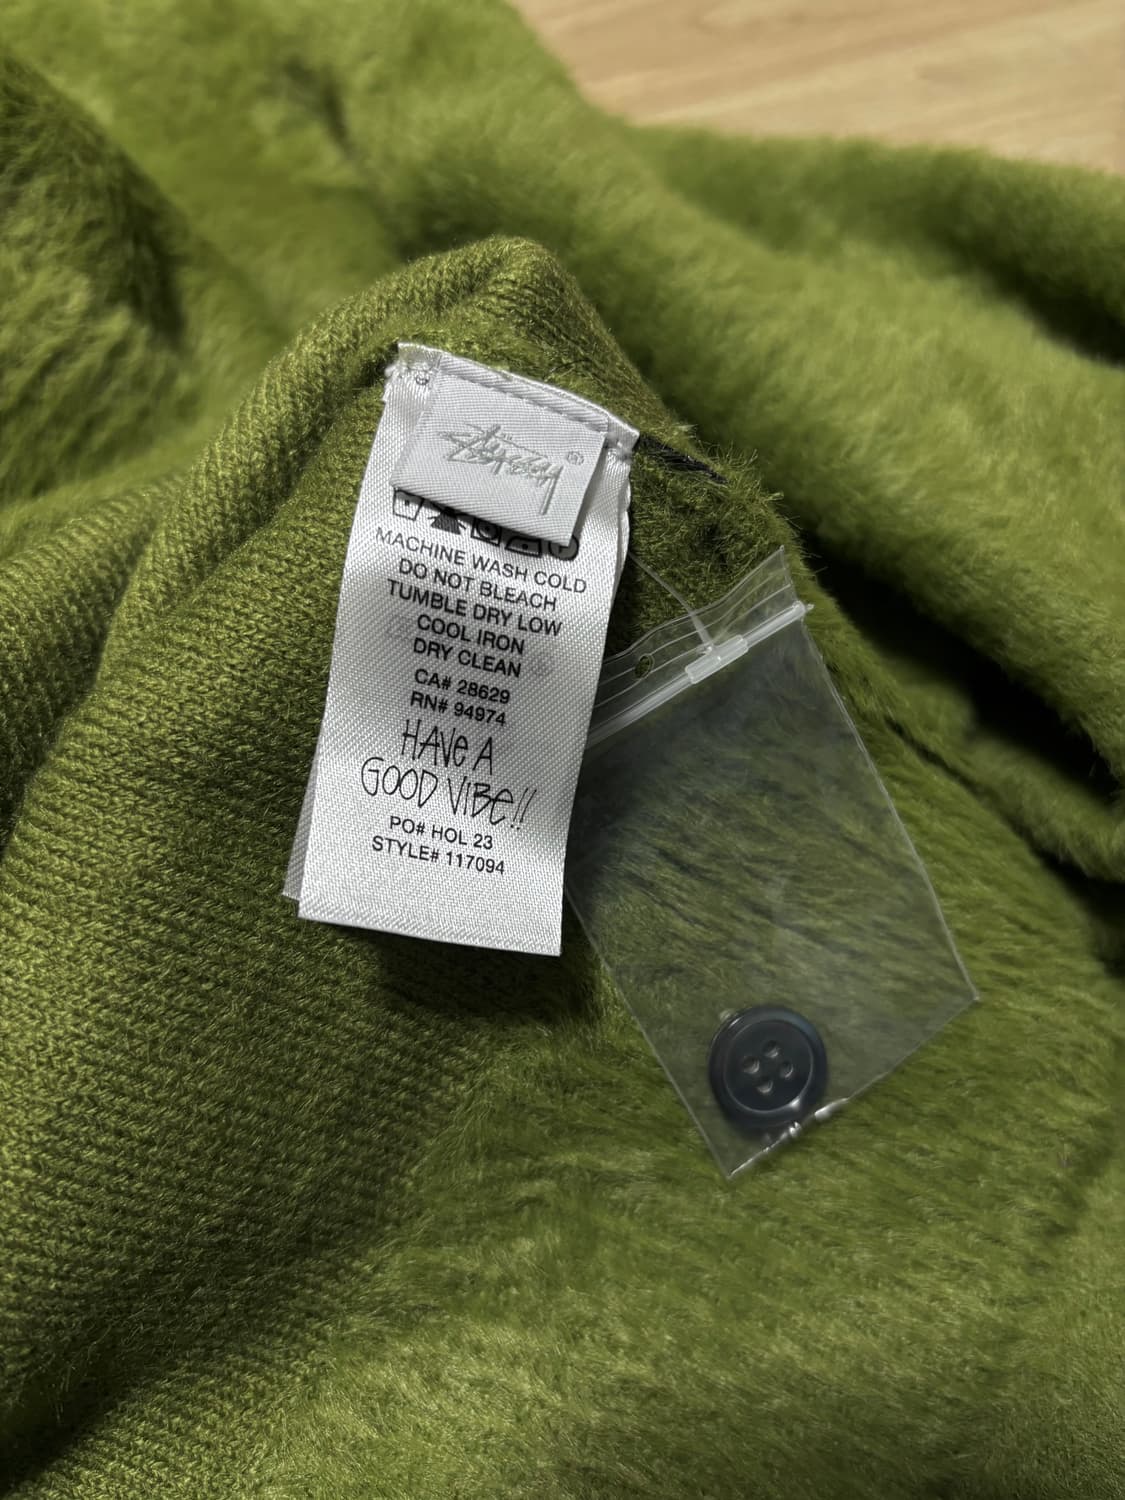 Stüssy ®
MACHINE WASH COLD
DO NOT BLEACH
TUMBLE DRY LOW
COOL IRON
DRY CLEAN
CA# 28629
RN# 94974
HAVe A
GOOD VIBe!!
PO# HOL 23
STYLE# 117094